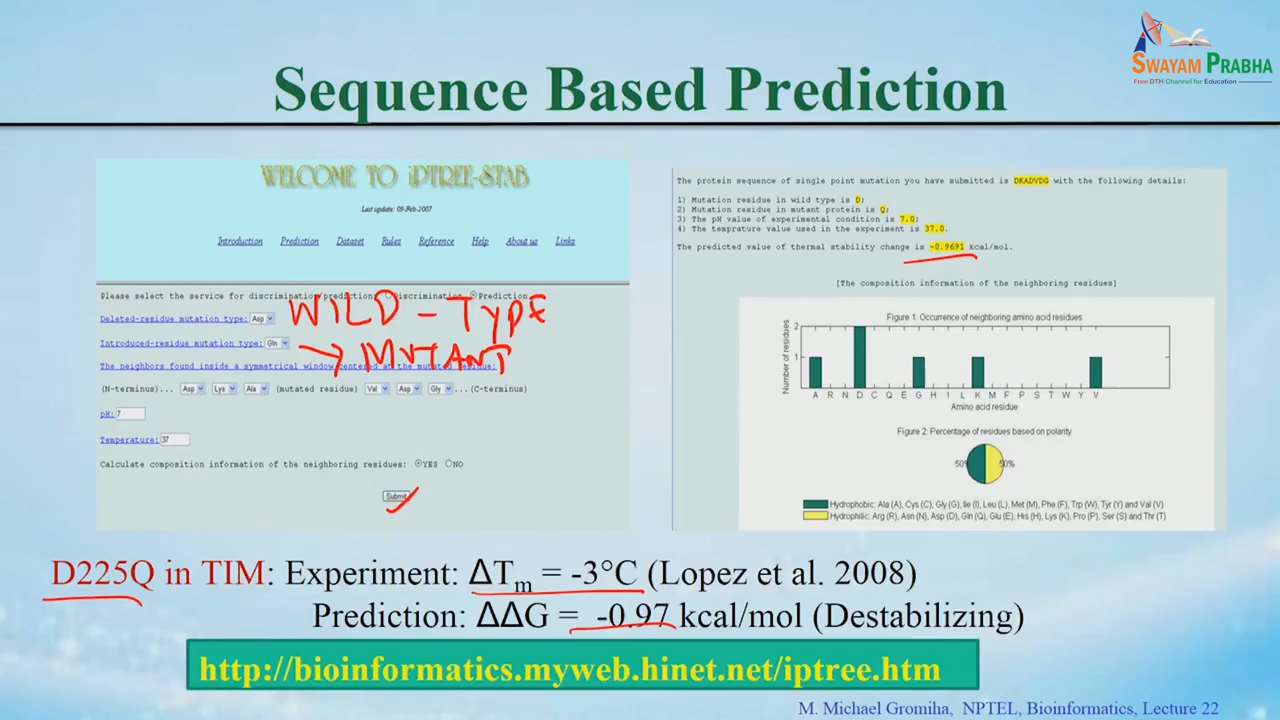 SWAYAM PRABHA
Free DTH Channel for Education
Sequence Based Prediction
WELCOME TO iPTREE-STAB
Last update: 09-Feb-2007
Introduction Prediction Dataset Rules Reference Help About us Links
Please select the service for discrimination/prediction: Discrimination Prediction
Deleted-residue mutation type: Asp
WILD - TYPE
Introduced-residue mutation type: Gln
→ MUTANT
The neighbors found inside a symmetrical window centered at the mutated residue:
(N-terminus)... Asp Lys Ala (mutated residue) Val Asp Gly ...(C-terminus)
pH: 7
Temperature: 37
Calculate composition information of the neighboring residues: YES NO
Submit
The protein sequence of single point mutation you have submitted is DKADVDG with the following details:
1) Mutation residue in wild type is D;
2) Mutation residue in mutant protein is Q;
3) The pH value of experimental condition is 7.0;
4) The temprature value used in the experiment is 37.0.
The predicted value of thermal stability change is -0.9691 kcal/mol.
[The composition information of the neighboring residues]
Figure 1: Occurrence of neighboring amino acid residues
Number of residues
2
1
A R N D C Q E G H I L K M F P S T W Y V
Amino acid residue
Figure 2: Percentage of residues based on polarity
50% 50%
Hydrophobic: Ala (A), Cys (C), Gly (G), Ile (I), Leu (L), Met (M), Phe (F), Trp (W), Tyr (Y) and Val (V)
Hydrophilic: Arg (R), Asn (N), Asp (D), Gln (Q), Glu (E), His (H), Lys (K), Pro (P), Ser (S) and Thr (T)
D225Q in TIM: Experiment: ΔTm = -3°C (Lopez et al. 2008)
Prediction: ΔΔG = -0.97 kcal/mol (Destabilizing)
http://bioinformatics.myweb.hinet.net/iptree.htm
M. Michael Gromiha, NPTEL, Bioinformatics, Lecture 22